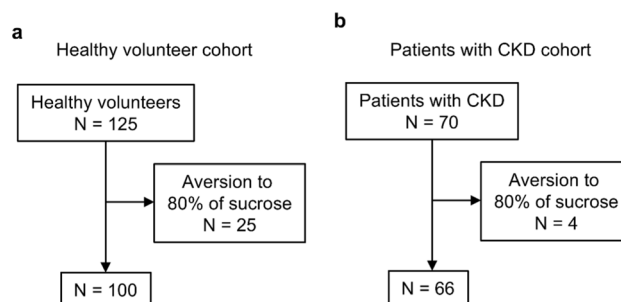 a
Healthy volunteer cohort
Healthy volunteers
N = 125
Aversion to
80% of sucrose
N = 25
N = 100
b
Patients with CKD cohort
Patients with CKD
N = 70
Aversion to
80% of sucrose
N = 4
N = 66